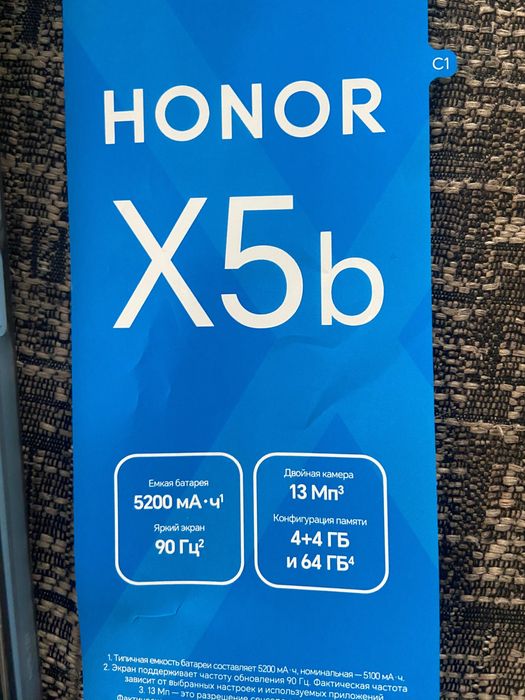 C1
HONOR
X5b
Емкая батарея
5200 мА·ч¹
Яркий экран
90 Гц²
Двойная камера
13 Мп³
Конфигурация памяти
4+4 ГБ
и 64 ГБ⁴
1. Типичная емкость батареи составляет 5200 мА·ч, номинальная — 5100 мА·ч.
2. Экран поддерживает частоту обновления 90 Гц. Фактическая частота
зависит от выбранных настроек и используемых приложений.
3. 13 Мп — это разрешение